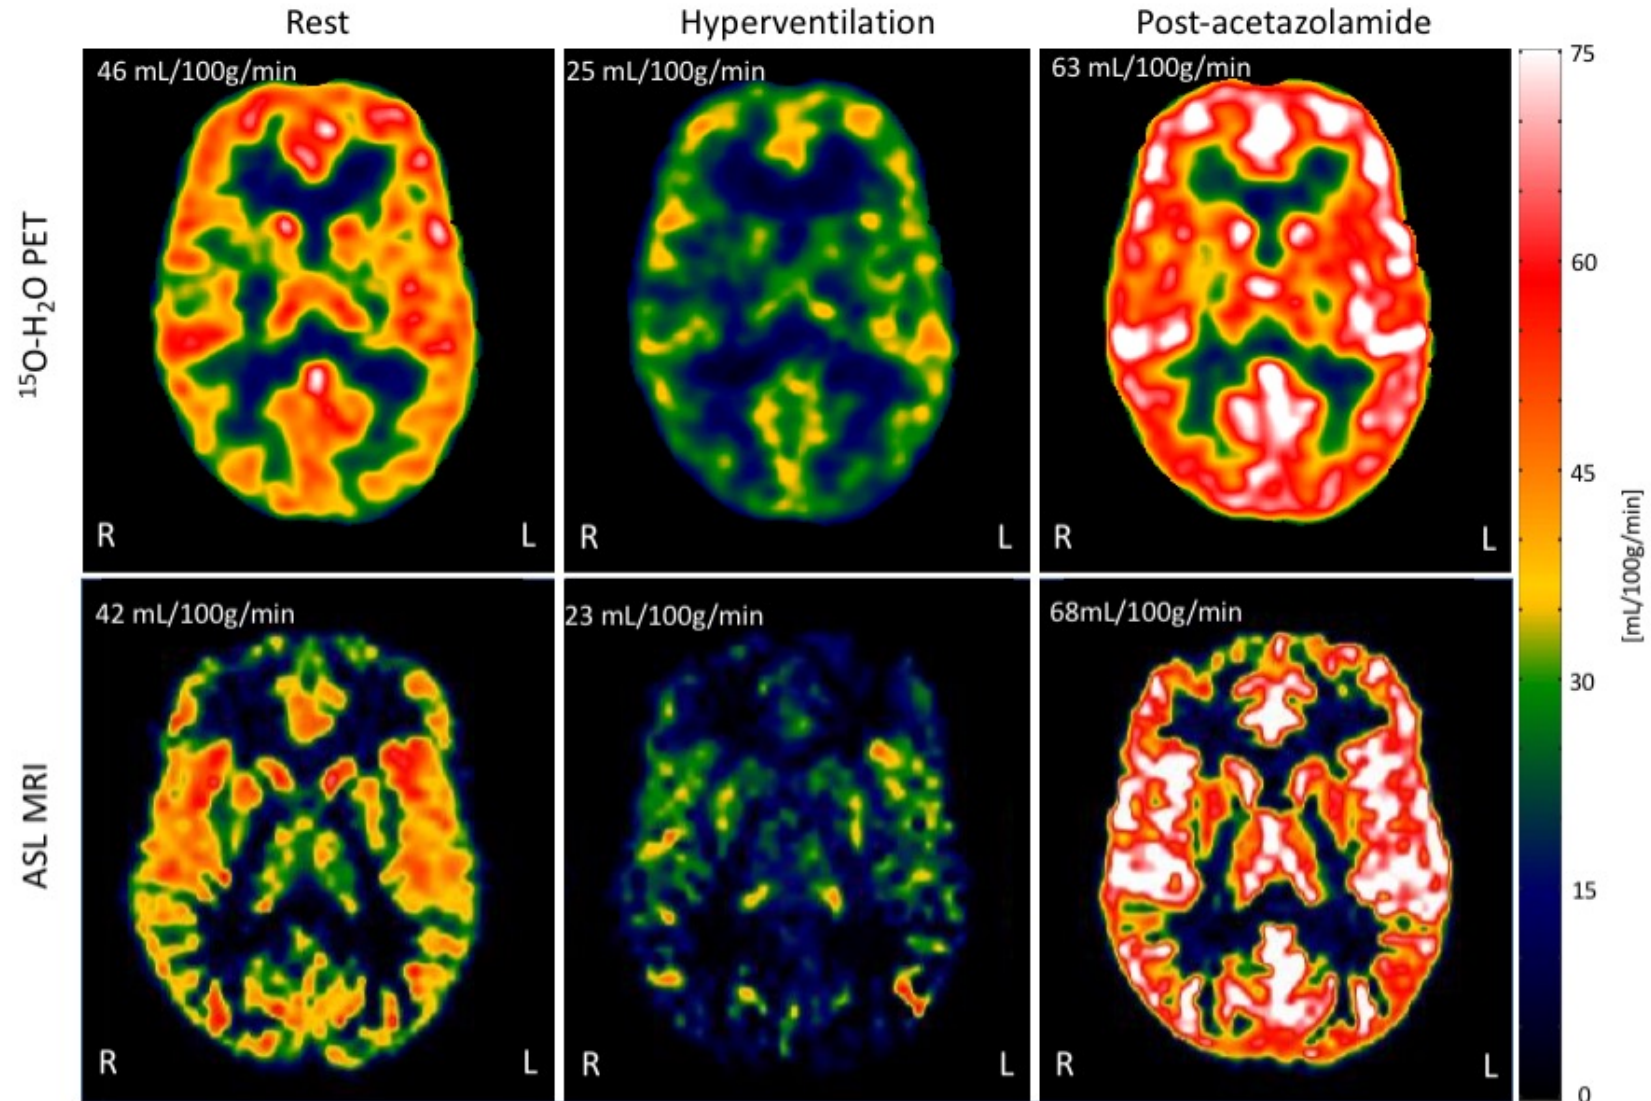 Rest Hyperventilation Post-acetazolamide
¹⁵O-H₂O PET
46 mL/100g/min
25 mL/100g/min
63 mL/100g/min
R L
R L
R L
ASL MRI
42 mL/100g/min
23 mL/100g/min
68mL/100g/min
R L
R L
R L
75
60
45
30
15
0
[mL/100g/min]